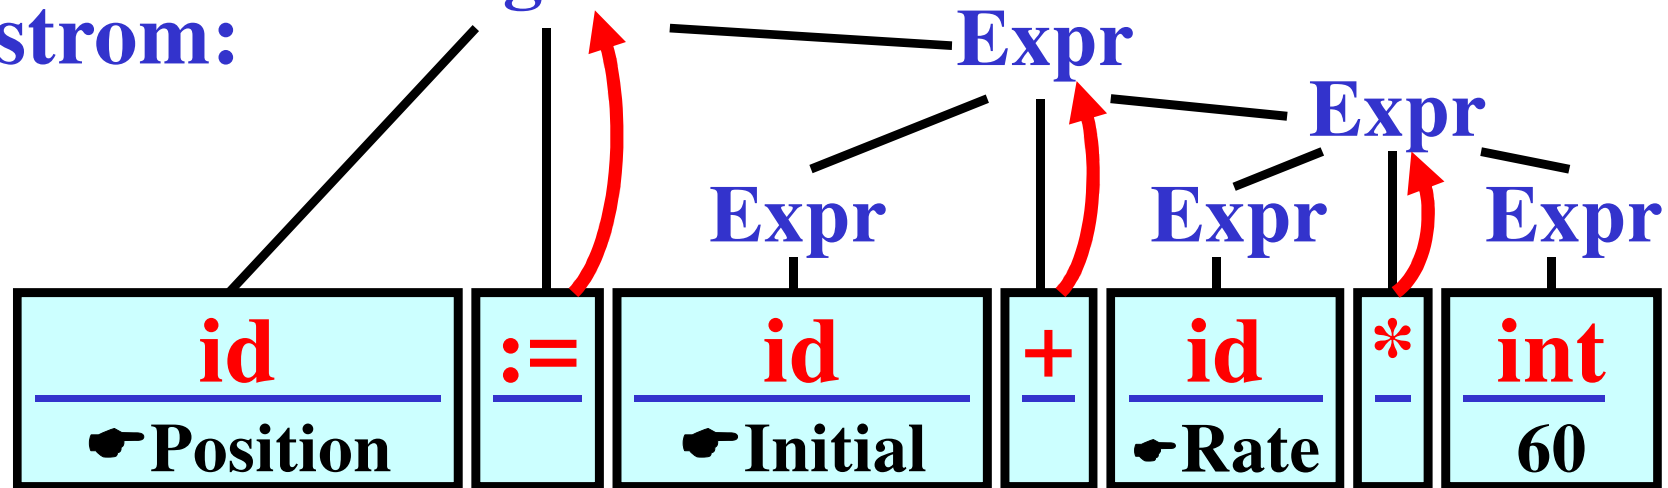 strom:
Expr
Expr
Expr Expr Expr
id := id + id * int
☛Position ☛Initial ☛Rate 60